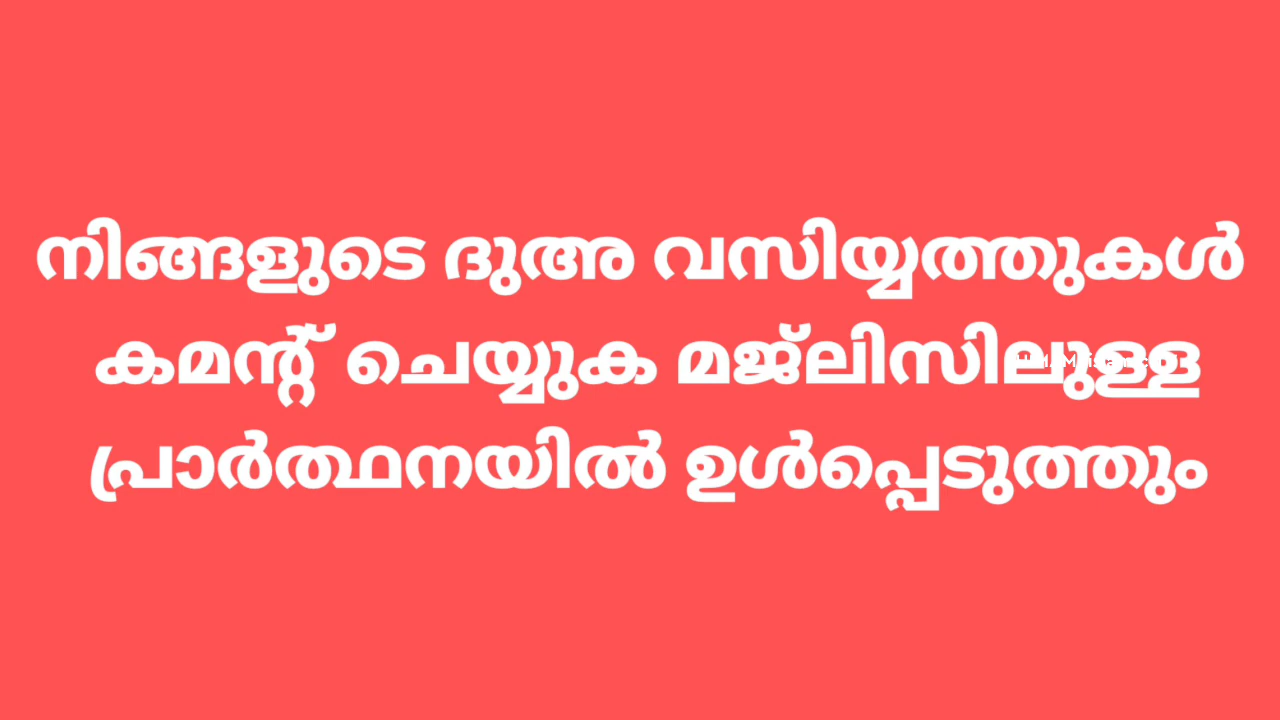 നിങ്ങളുടെ ദുഅ വസിയ്യത്തുകൾ
കമന്റ് ചെയ്യുക മജ്ലിസിലുള്ള
പ്രാർത്ഥനയിൽ ഉൾപ്പെടുത്തും